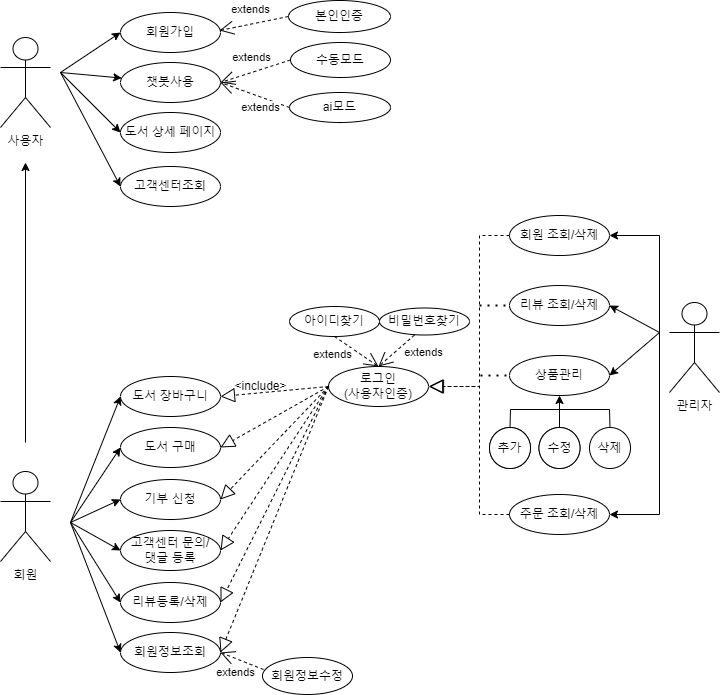 extends
본인인증
회원가입
extends
수동모드
챗봇사용
extends
ai모드
사용자
도서 상세 페이지
고객센터조회
회원 조회/삭제
리뷰 조회/삭제
아이디찾기
비밀번호찾기
extends
extends
로그인
(사용자인증)
상품관리
관리자
<include>
도서 장바구니
도서 구매
추가
수정
삭제
기부 신청
주문 조회/삭제
고객센터 문의/
댓글 등록
회원
리뷰등록/삭제
회원정보조회
extends
회원정보수정